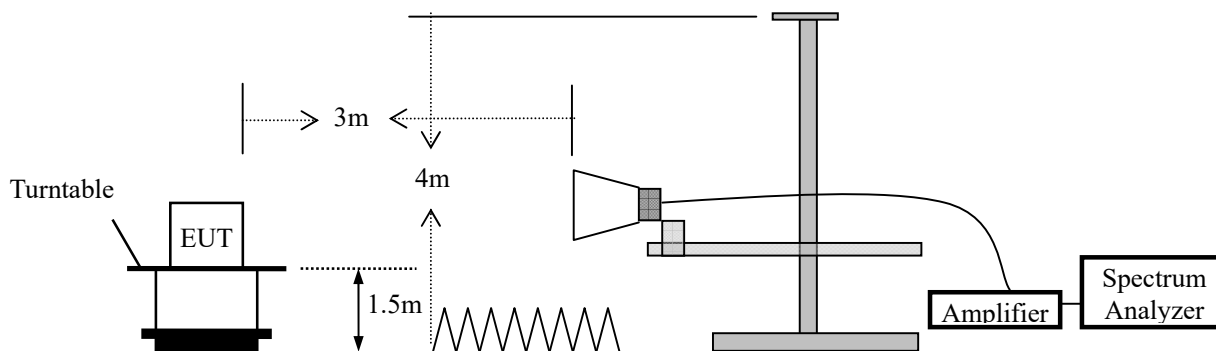 3m
4m
Turntable
EUT
1.5m
Amplifier
Spectrum
Analyzer